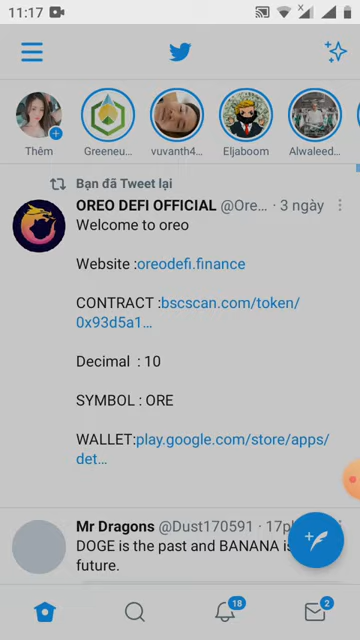 11:17
Thêm
Greeneu...
vuvanth4...
Eljaboom
Alwaleed...
Bạn đã Tweet lại
OREO DEFI OFFICIAL @Ore... · 3 ngày
Welcome to oreo
Website :oreodefi.finance
CONTRACT :bscscan.com/token/
0x93d5a1...
Decimal : 10
SYMBOL : ORE
WALLET:play.google.com/store/apps/
det...
Mr Dragons @Dust170591 · 17p
DOGE is the past and BANANA is
future.
18
2